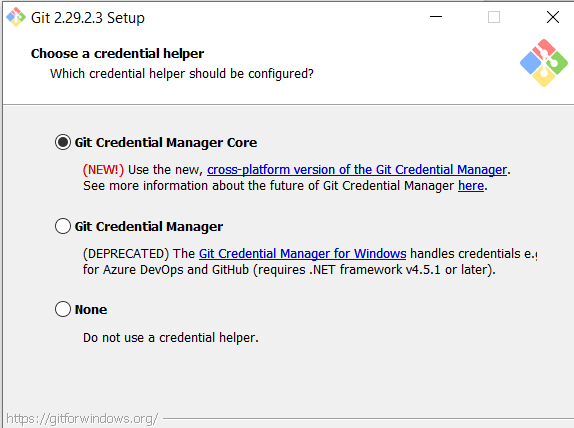 Git 2.29.2.3 Setup
Choose a credential helper
Which credential helper should be configured?
Git Credential Manager Core
(NEW!) Use the new, cross-platform version of the Git Credential Manager.
See more information about the future of Git Credential Manager here.
Git Credential Manager
(DEPRECATED) The Git Credential Manager for Windows handles credentials e.g
for Azure DevOps and GitHub (requires .NET framework v4.5.1 or later).
None
Do not use a credential helper.
https://gitforwindows.org/